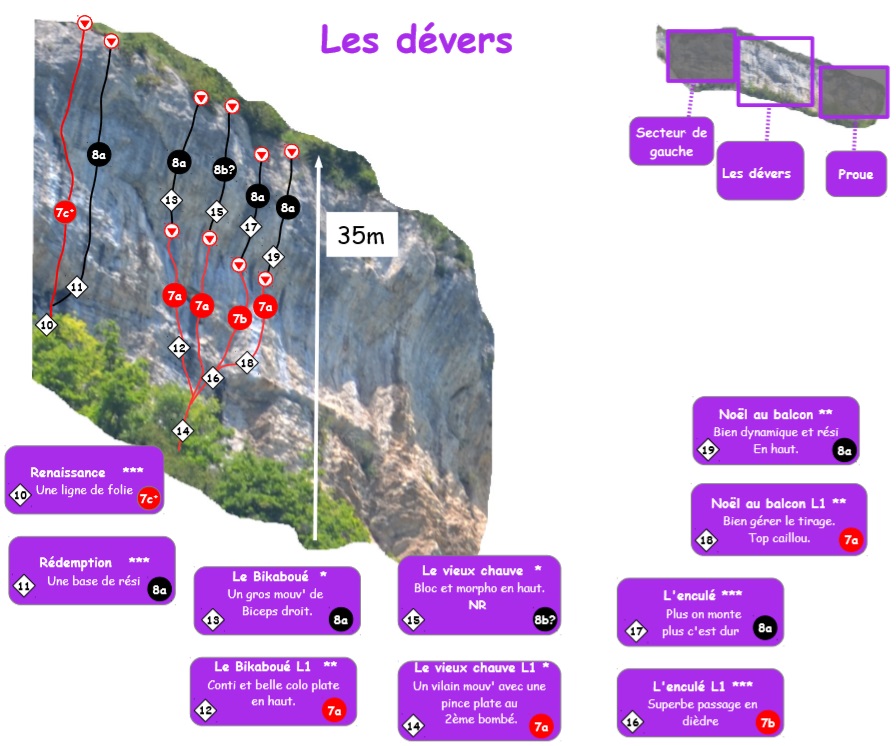 Les dévers
Secteur de
gauche
Les dévers
Proue
35m
8a
7c+
11
10
8a
13
8b?
15
8a
17
8a
19
7a
7a
7b
7a
12
16
18
14
Renaissance ***
Une ligne de folie
10
7c+
Rédemption ***
Une base de rési
11
8a
Le Bikaboué *
Un gros mouv' de
Biceps droit.
13
8a
Le Bikaboué L1 **
Conti et belle colo plate
en haut.
12
7a
Le vieux chauve *
Bloc et morpho en haut.
NR
15
8b?
Le vieux chauve L1 *
Un vilain mouv' avec une
pince plate au
2ème bombé.
14
7a
L'enculé ***
Plus on monte
plus c'est dur
17
8a
L'enculé L1 ***
Superbe passage en
dièdre
16
7b
Noël au balcon **
Bien dynamique et rési
En haut.
19
8a
Noël au balcon L1 **
Bien gérer le tirage.
Top caillou.
18
7a